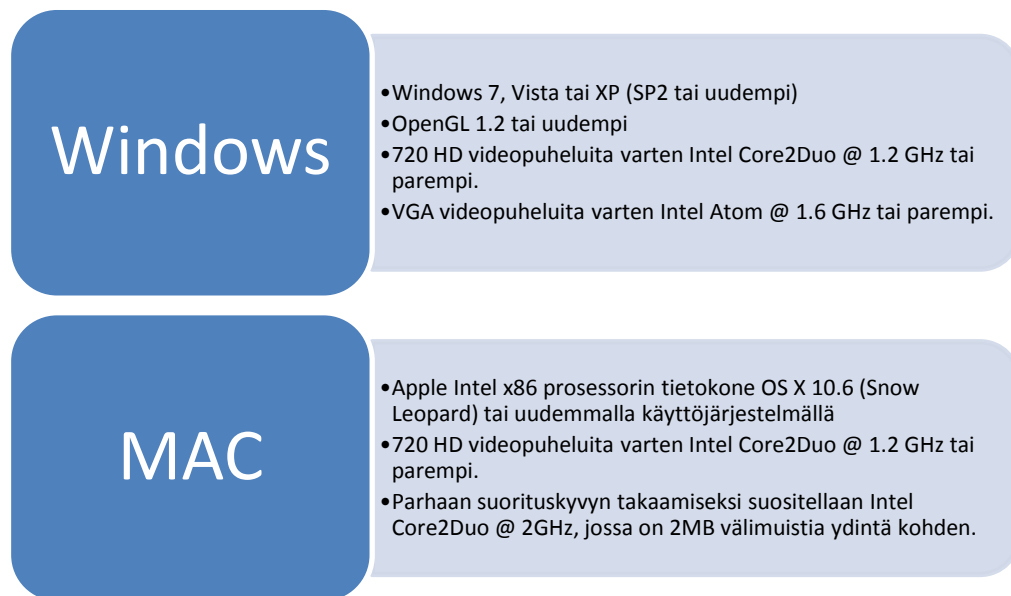 Windows
•Windows 7, Vista tai XP (SP2 tai uudempi)
•OpenGL 1.2 tai uudempi
•720 HD videopuheluita varten Intel Core2Duo @ 1.2 GHz tai
parempi.
•VGA videopuheluita varten Intel Atom @ 1.6 GHz tai parempi.
MAC
•Apple Intel x86 prosessorin tietokone OS X 10.6 (Snow
Leopard) tai uudemmalla käyttöjärjestelmällä
•720 HD videopuheluita varten Intel Core2Duo @ 1.2 GHz tai
parempi.
•Parhaan suorituskyvyn takaamiseksi suositellaan Intel
Core2Duo @ 2GHz, jossa on 2MB välimuistia ydintä kohden.